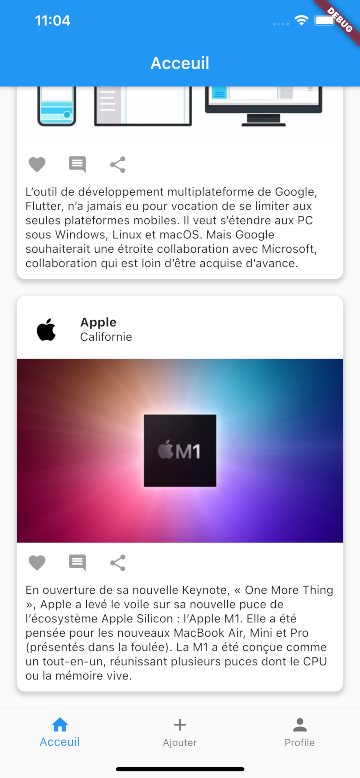 11:04
DEBUG
Acceuil
L'outil de développement multiplateforme de Google,
Flutter, n'a jamais eu pour vocation de se limiter aux
seules plateformes mobiles. Il veut s'étendre aux PC
sous Windows, Linux et macOS. Mais Google
souhaiterait une étroite collaboration avec Microsoft,
collaboration qui est loin d'être acquise d'avance.
Apple
Californie
M1
En ouverture de sa nouvelle Keynote, « One More Thing
», Apple a levé le voile sur sa nouvelle puce de
l'écosystème Apple Silicon : l'Apple M1. Elle a été
pensée pour les nouveaux MacBook Air, Mini et Pro
(présentés dans la foulée). La M1 a été conçue comme
un tout-en-un, réunissant plusieurs puces dont le CPU
ou la mémoire vive.
Acceuil
Ajouter
Profile